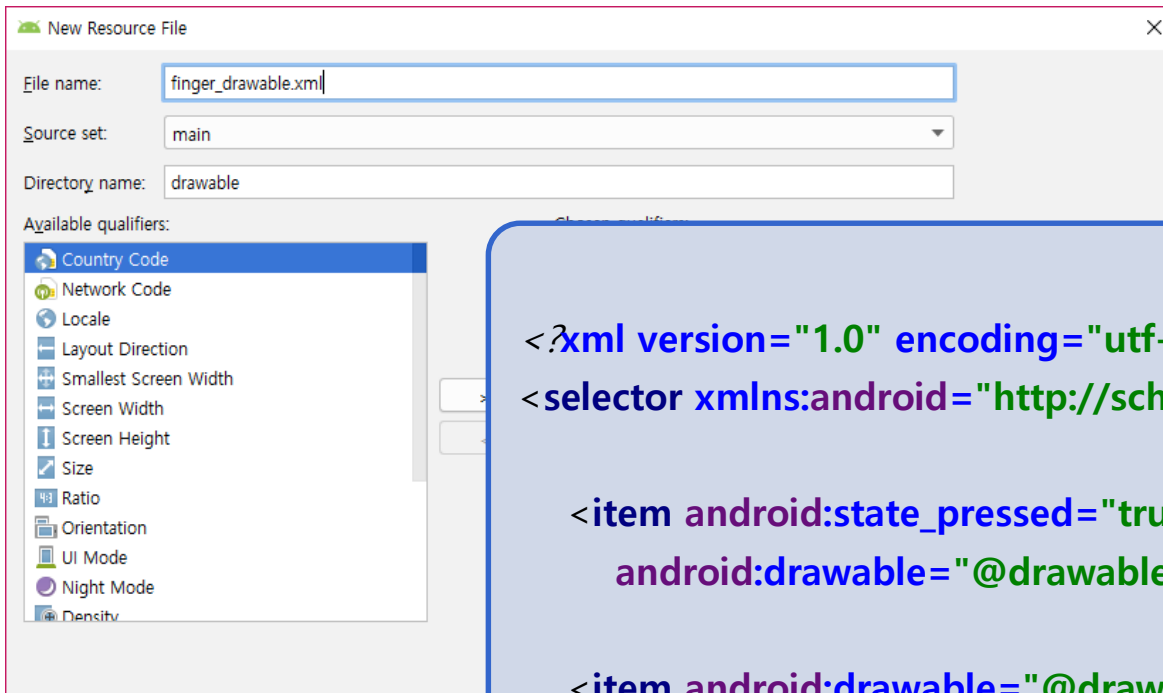 New Resource File
File name: finger_drawable.xml
Source set: main
Directory name: drawable
Available qualifiers:
Country Code
Network Code
Locale
Layout Direction
Smallest Screen Width
Screen Width
Screen Height
Size
Ratio
Orientation
UI Mode
Night Mode
Density
<?xml version="1.0" encoding="utf-
<selector xmlns:android="http://sch
<item android:state_pressed="tru
android:drawable="@drawable
<item android:drawable="@draw